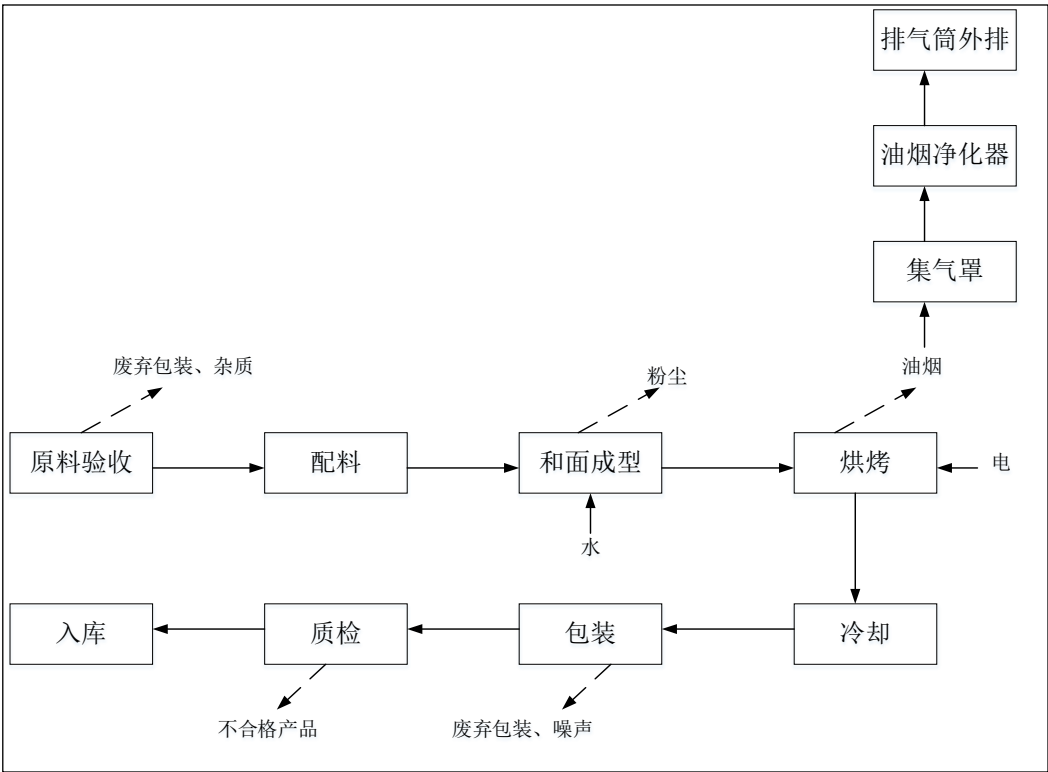 排气筒外排
油烟净化器
集气罩
废弃包装、杂质
粉尘
油烟
原料验收
配料
和面成型
烘烤
电
水
入库
质检
包装
冷却
不合格产品
废弃包装、噪声